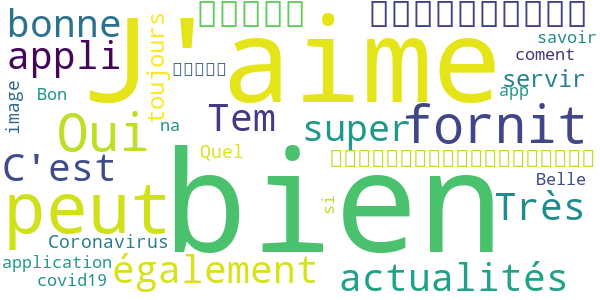 bonne
J'aime
savoir
appli
toujours
coment
servir
image
Bon
app
Oui
na
Tem
super
fornit
C'est
Quel
bien
Belle
peut
si
Très
Coronavirus
application
également
actualités
covid19